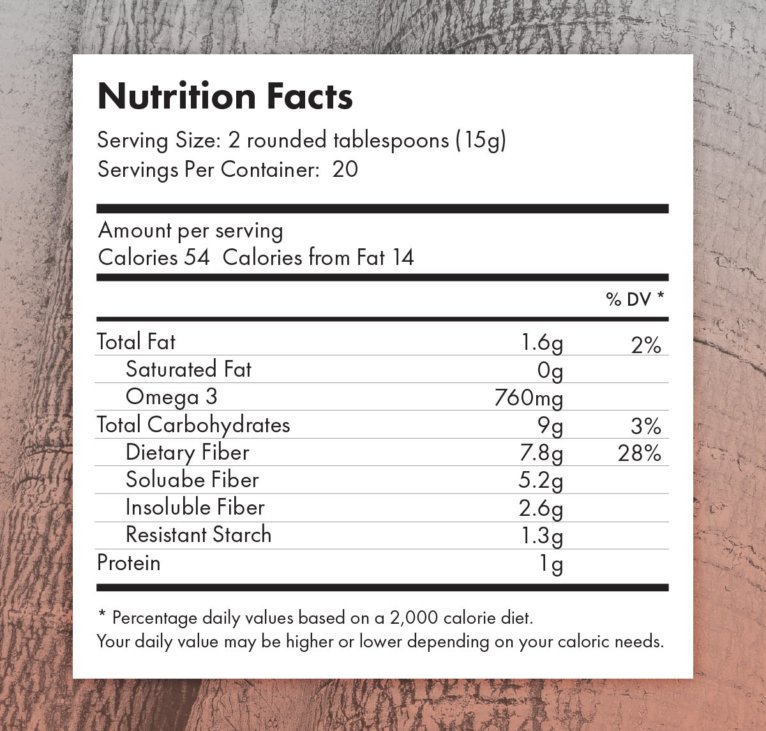 Nutrition Facts
Serving Size: 2 rounded tablespoons (15g)
Servings Per Container: 20
Amount per serving
Calories 54 Calories from Fat 14
% DV *
Total Fat 1.6g 2%
Saturated Fat 0g
Omega 3 760mg
Total Carbohydrates 9g 3%
Dietary Fiber 7.8g 28%
Soluabe Fiber 5.2g
Insoluble Fiber 2.6g
Resistant Starch 1.3g
Protein 1g
* Percentage daily values based on a 2,000 calorie diet.
Your daily value may be higher or lower depending on your caloric needs.